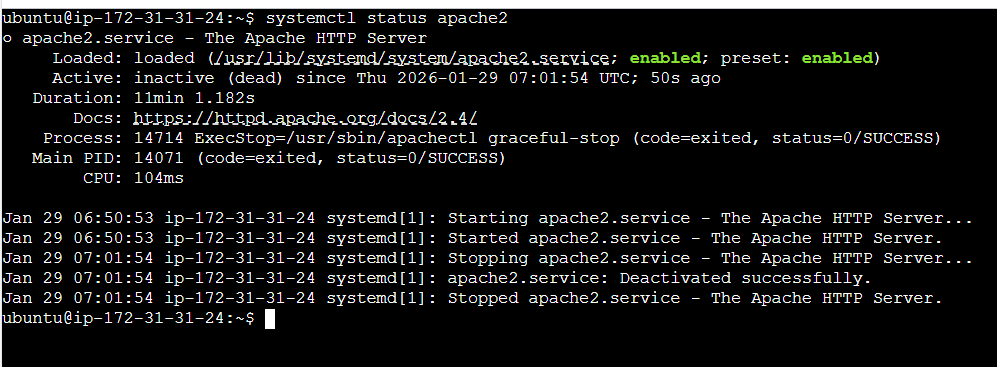 ubuntu@ip-172-31-31-24:~$ systemctl status apache2
○ apache2.service - The Apache HTTP Server
Loaded: loaded (/usr/lib/systemd/system/apache2.service; enabled; preset: enabled)
Active: inactive (dead) since Thu 2026-01-29 07:01:54 UTC; 50s ago
Duration: 11min 1.182s
Docs: https://httpd.apache.org/docs/2.4/
Process: 14714 ExecStop=/usr/sbin/apachectl graceful-stop (code=exited, status=0/SUCCESS)
Main PID: 14071 (code=exited, status=0/SUCCESS)
CPU: 104ms

Jan 29 06:50:53 ip-172-31-31-24 systemd[1]: Starting apache2.service - The Apache HTTP Server...
Jan 29 06:50:53 ip-172-31-31-24 systemd[1]: Started apache2.service - The Apache HTTP Server.
Jan 29 07:01:54 ip-172-31-31-24 systemd[1]: Stopping apache2.service - The Apache HTTP Server...
Jan 29 07:01:54 ip-172-31-31-24 systemd[1]: apache2.service: Deactivated successfully.
Jan 29 07:01:54 ip-172-31-31-24 systemd[1]: Stopped apache2.service - The Apache HTTP Server.
ubuntu@ip-172-31-31-24:~$